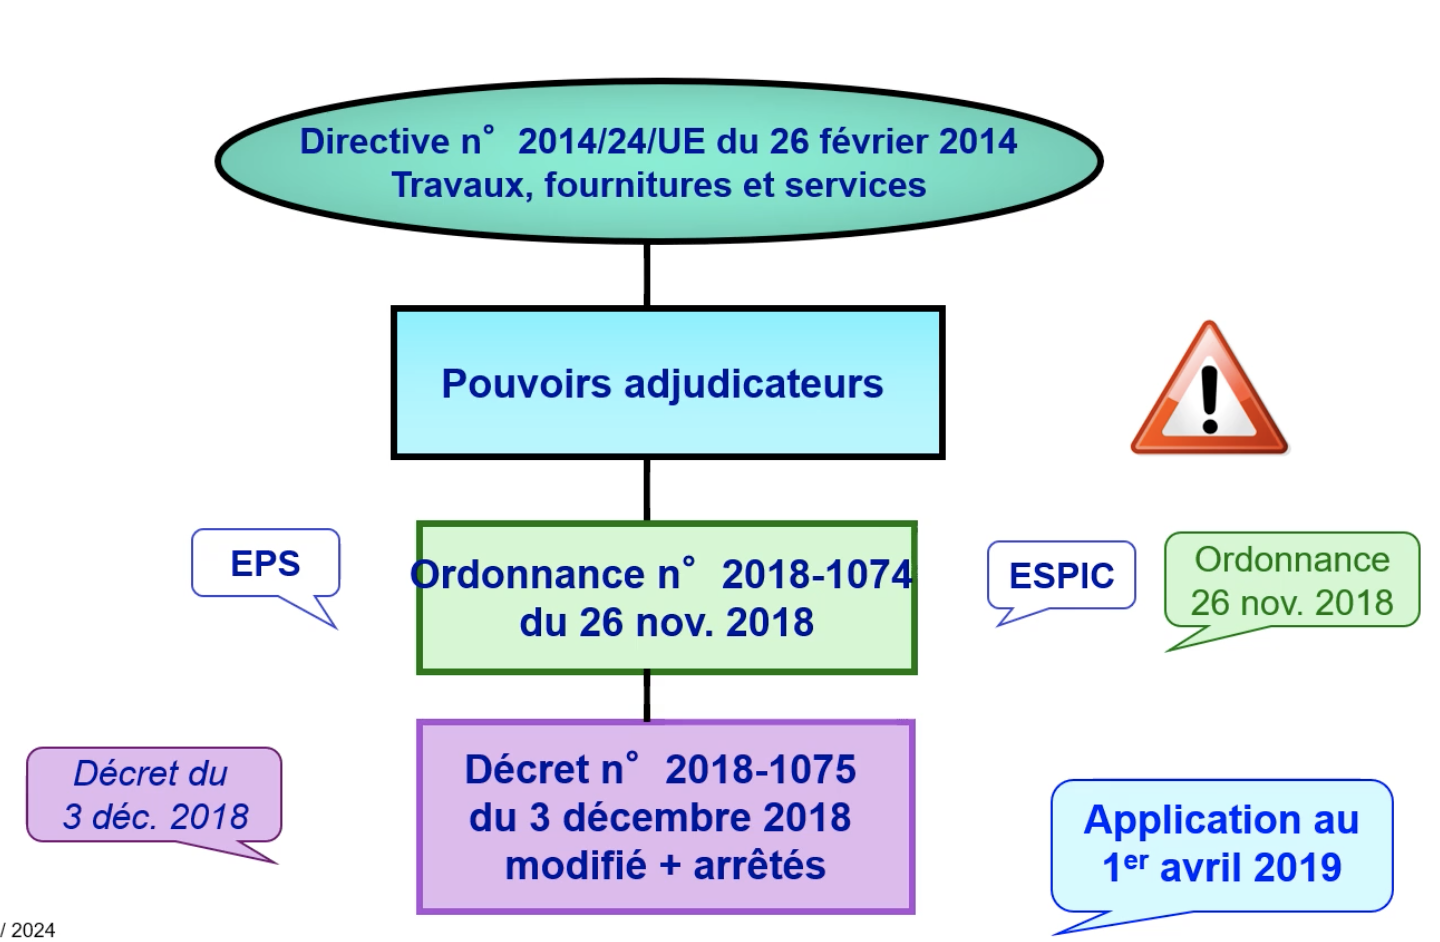 Directive n° 2014/24/UE du 26 février 2014
Travaux, fournitures et services
Pouvoirs adjudicateurs
EPS
Ordonnance n° 2018-1074
du 26 nov. 2018
ESPIC
Ordonnance
26 nov. 2018
Décret du
3 déc. 2018
Décret n° 2018-1075
du 3 décembre 2018
modifié + arrêtés
Application au
1er avril 2019
/ 2024